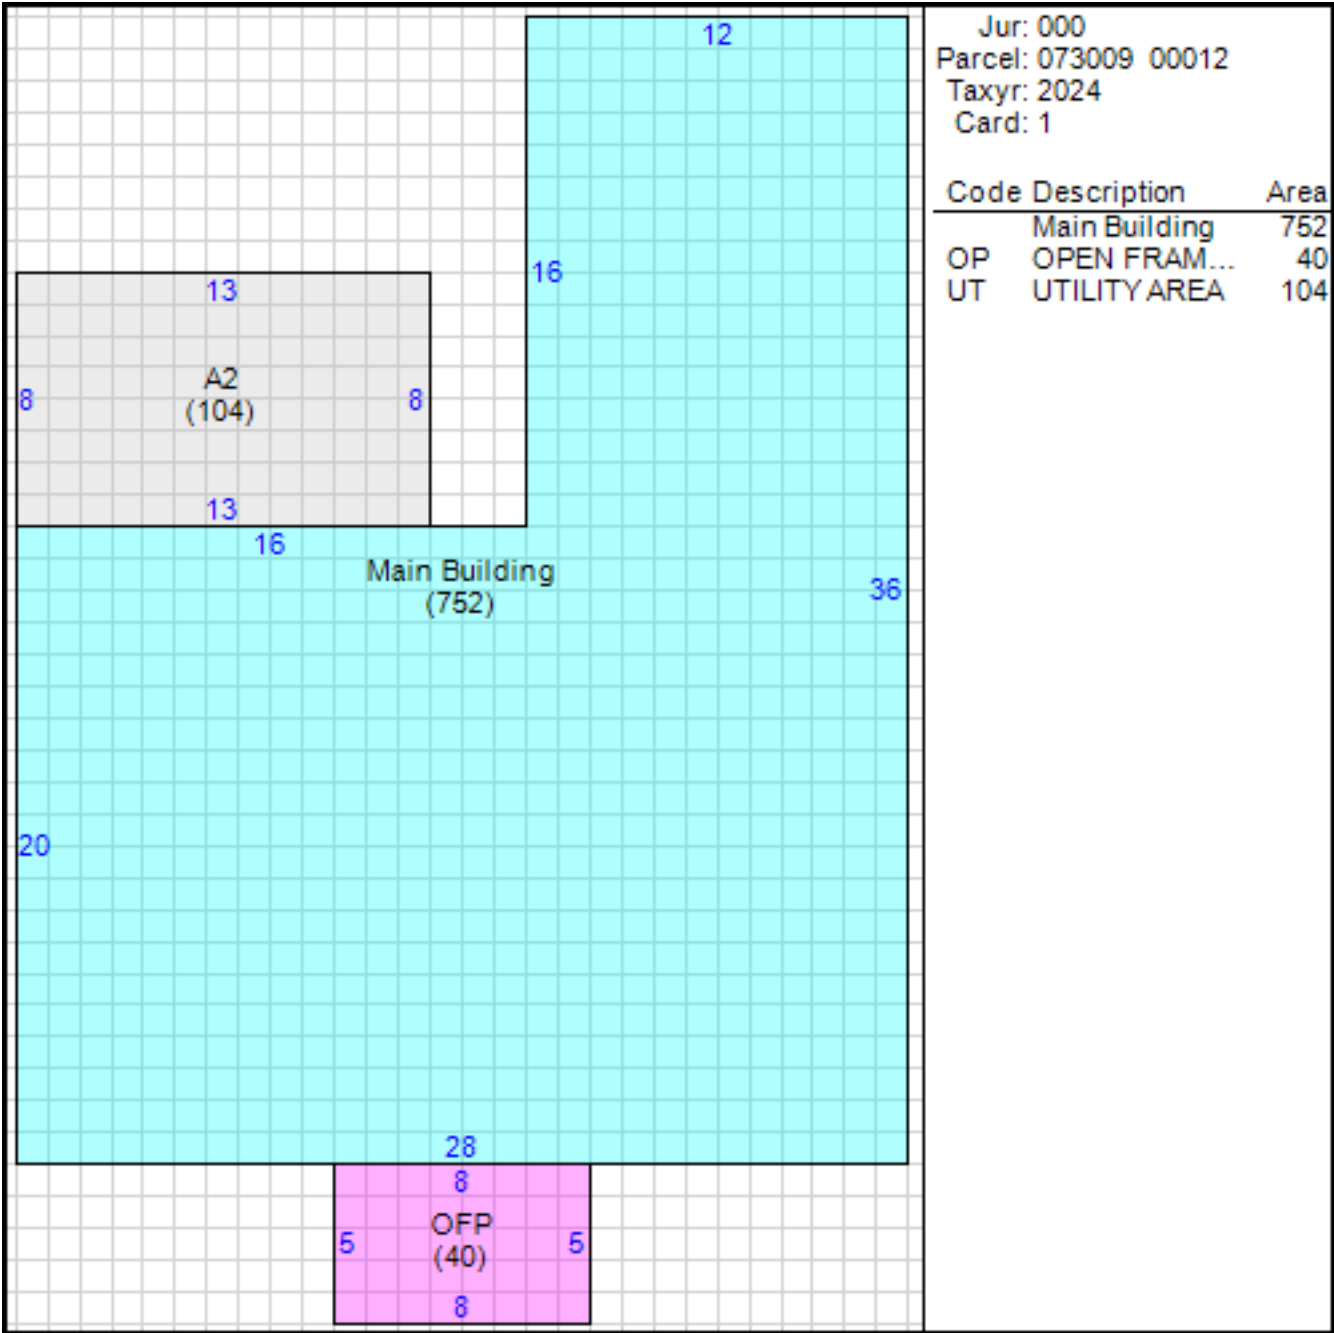 12
16
13
8
A2
(104)
8
13
16
Main Building
(752)
36
20
28
8
OFP
(40)
5
5
8
Jur: 000
Parcel: 073009 00012
Taxyr: 2024
Card: 1
Code Description Area
Main Building 752
OP OPEN FRAM... 40
UT UTILITY AREA 104